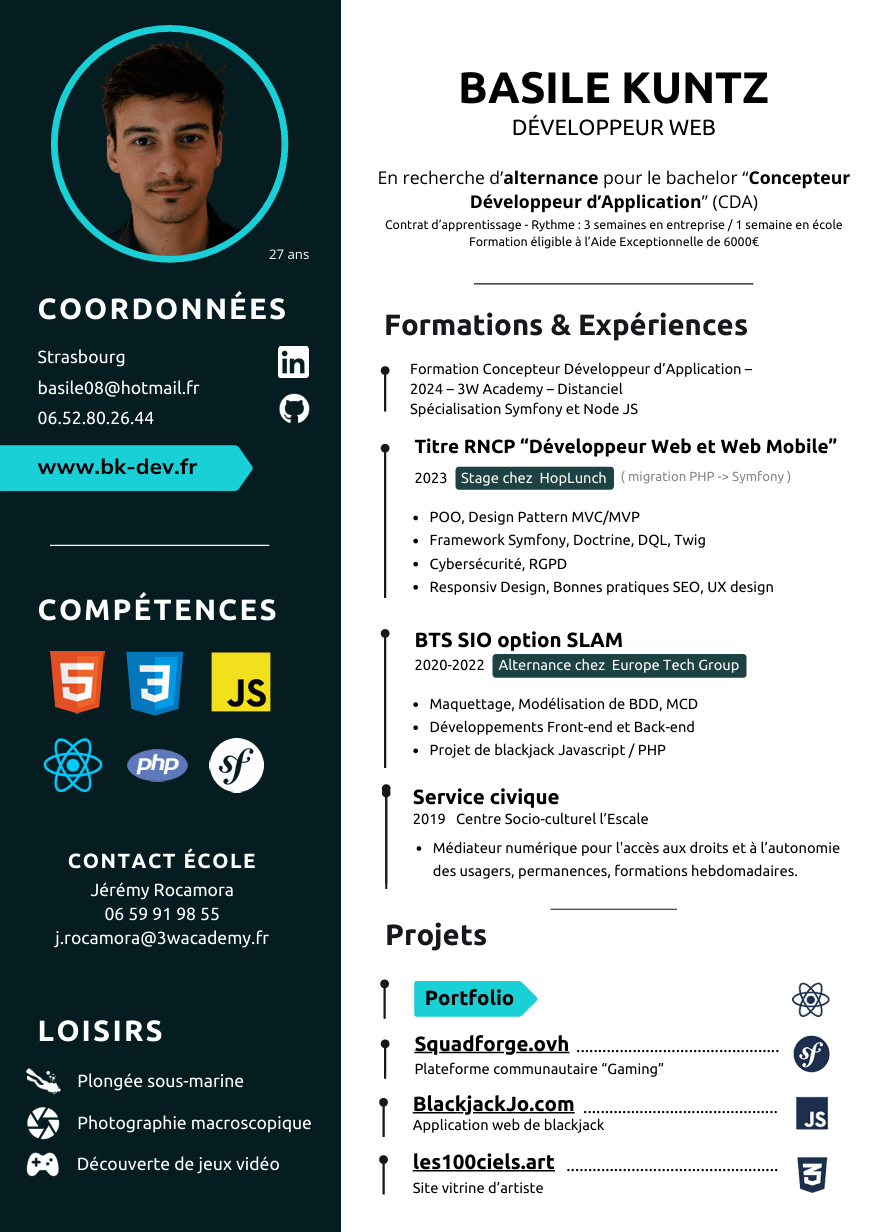 27 ans
COORDONNÉES
Strasbourg
basile08@hotmail.fr
06.52.80.26.44
in
www.bk-dev.fr
COMPÉTENCES
5
3
JS
php
sf
CONTACT ÉCOLE
Jérémy Rocamora
06 59 91 98 55
j.rocamora@3wacademy.fr
LOISIRS
Plongée sous-marine
Photographie macroscopique
Découverte de jeux vidéo
BASILE KUNTZ
DÉVELOPPEUR WEB
En recherche d’alternance pour le bachelor “Concepteur
Développeur d’Application” (CDA)
Contrat d’apprentissage - Rythme : 3 semaines en entreprise / 1 semaine en école
Formation éligible à l’Aide Exceptionnelle de 6000€
Formations & Expériences
Formation Concepteur Développeur d’Application –
2024 – 3W Academy – Distanciel
Spécialisation Symfony et Node JS
Titre RNCP “Développeur Web et Web Mobile”
2023 Stage chez HopLunch ( migration PHP -> Symfony )
• POO, Design Pattern MVC/MVP
• Framework Symfony, Doctrine, DQL, Twig
• Cybersécurité, RGPD
• Responsiv Design, Bonnes pratiques SEO, UX design
BTS SIO option SLAM
2020-2022 Alternance chez Europe Tech Group
• Maquettage, Modélisation de BDD, MCD
• Développements Front-end et Back-end
• Projet de blackjack Javascript / PHP
Service civique
2019 Centre Socio-culturel l’Escale
• Médiateur numérique pour l'accès aux droits et à l’autonomie
des usagers, permanences, formations hebdomadaires.
Projets
Portfolio
Squadforge.ovh
sf
Plateforme communautaire “Gaming”
BlackjackJo.com
JS
Application web de blackjack
les100ciels.art
3
Site vitrine d’artiste